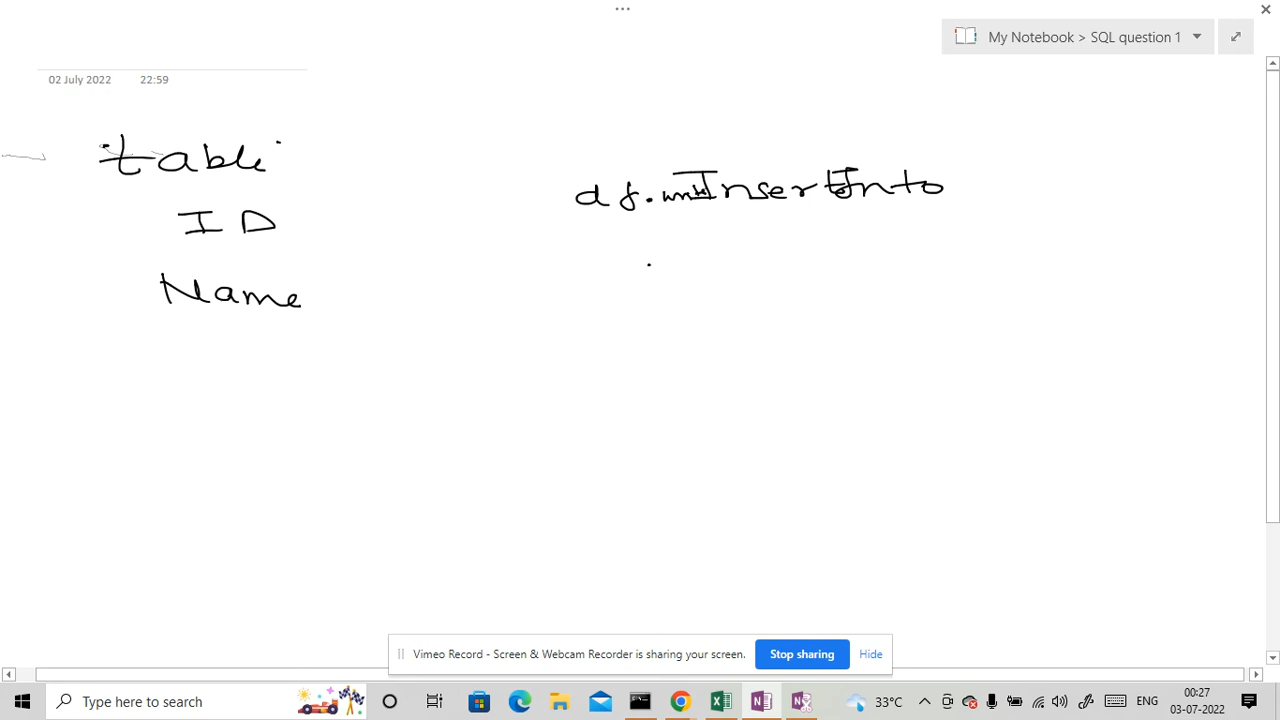 My Notebook > SQL question 1
02 July 2022 22:59
table
df.write InsertInto
ID
Name
Vimeo Record - Screen & Webcam Recorder is sharing your screen. Stop sharing Hide
Type here to search
33°C ENG 00:27
03-07-2022